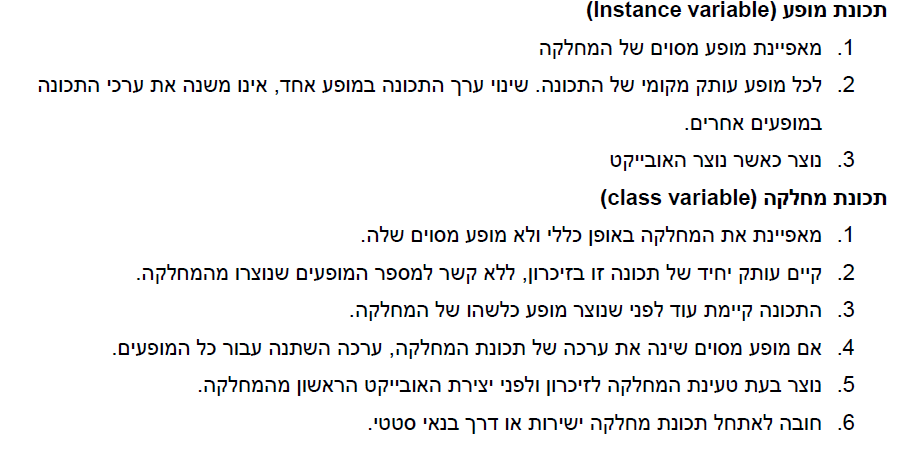 תכונת מופע (Instance variable)
1. מאפיינת מופע מסוים של המחלקה
2. לכל מופע עותק מקומי של התכונה. שינוי ערך התכונה במופע אחד, אינו משנה את ערכי התכונה
במופעים אחרים.
3. נוצר כאשר נוצר האובייקט
תכונת מחלקה (class variable)
1. מאפיינת את המחלקה באופן כללי ולא מופע מסוים שלה.
2. קיים עותק יחיד של תכונה זו בזיכרון, ללא קשר למספר המופעים שנוצרו מהמחלקה.
3. התכונה קיימת עוד לפני שנוצר מופע כלשהו של המחלקה.
4. אם מופע מסוים שינה את ערכה של תכונת המחלקה, ערכה השתנה עבור כל המופעים.
5. נוצר בעת טעינת המחלקה לזיכרון ולפני יצירת האובייקט הראשון מהמחלקה.
6. חובה לאתחל תכונת מחלקה ישירות או דרך בנאי סטטי.